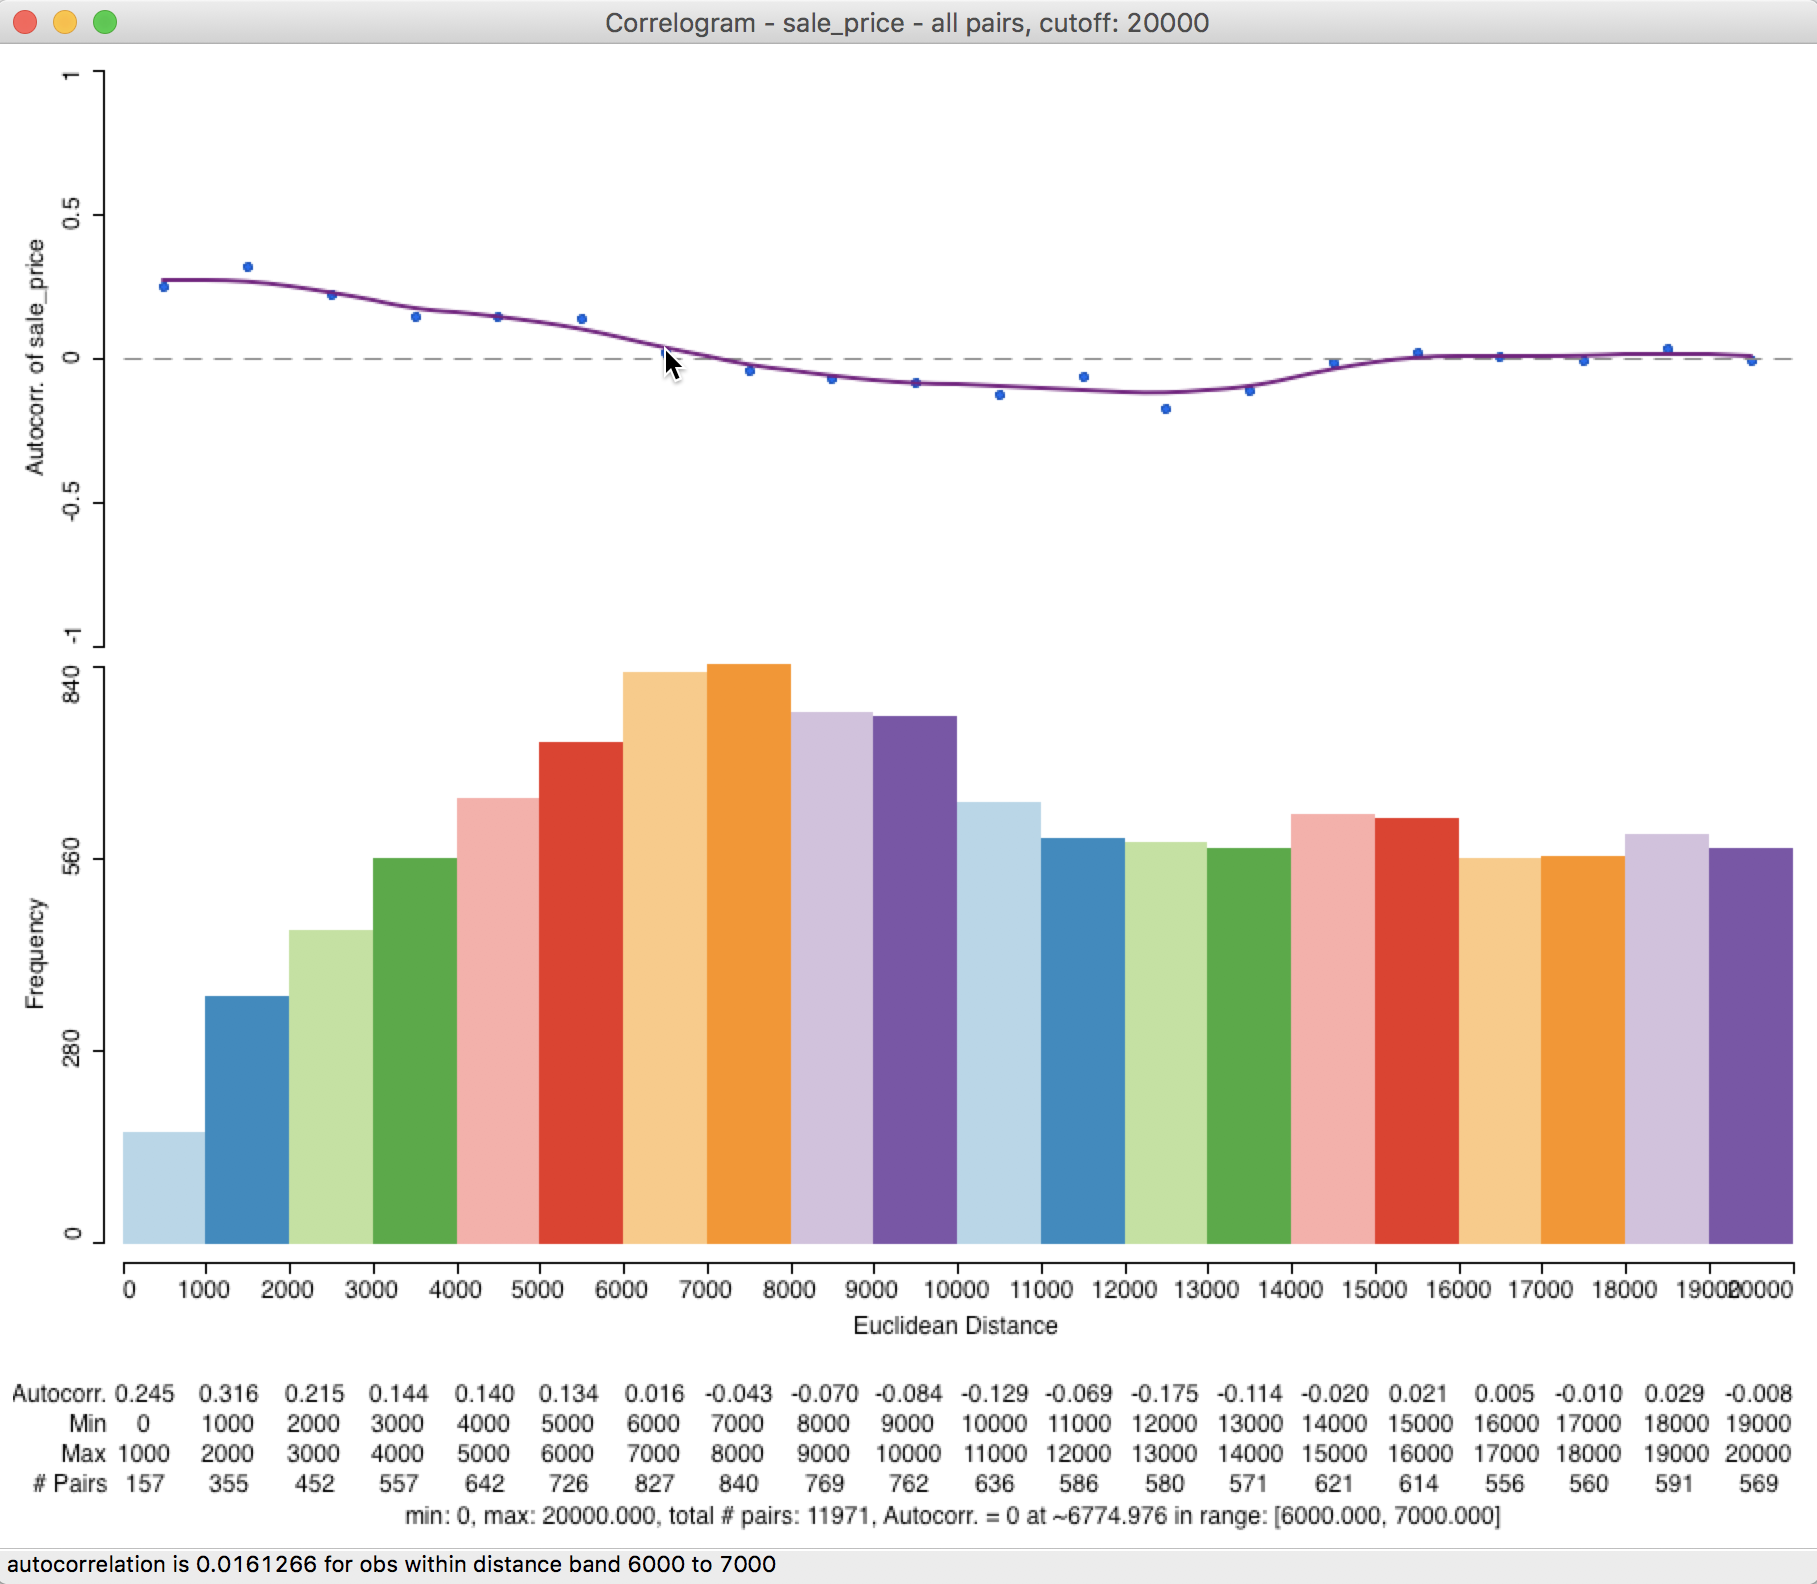 Correlogram - sale_price - all pairs, cutoff: 20000
1
0.5
0
-0.5
-1
Autocorr. of sale_price
840
560
280
0
Frequency
0 1000 2000 3000 4000 5000 6000 7000 8000 9000 10000 11000 12000 13000 14000 15000 16000 17000 18000 19000 20000
Euclidean Distance
Autocorr. 0.245 0.316 0.215 0.144 0.140 0.134 0.016 -0.043 -0.070 -0.084 -0.129 -0.069 -0.175 -0.114 -0.020 0.021 0.005 -0.010 0.029 -0.008
Min 0 1000 2000 3000 4000 5000 6000 7000 8000 9000 10000 11000 12000 13000 14000 15000 16000 17000 18000 19000
Max 1000 2000 3000 4000 5000 6000 7000 8000 9000 10000 11000 12000 13000 14000 15000 16000 17000 18000 19000 20000
# Pairs 157 355 452 557 642 726 827 840 769 762 636 586 580 571 621 614 556 560 591 569
min: 0, max: 20000.000, total # pairs: 11971, Autocorr. = 0 at ~6774.976 in range: [6000.000, 7000.000]
autocorrelation is 0.0161266 for obs within distance band 6000 to 7000